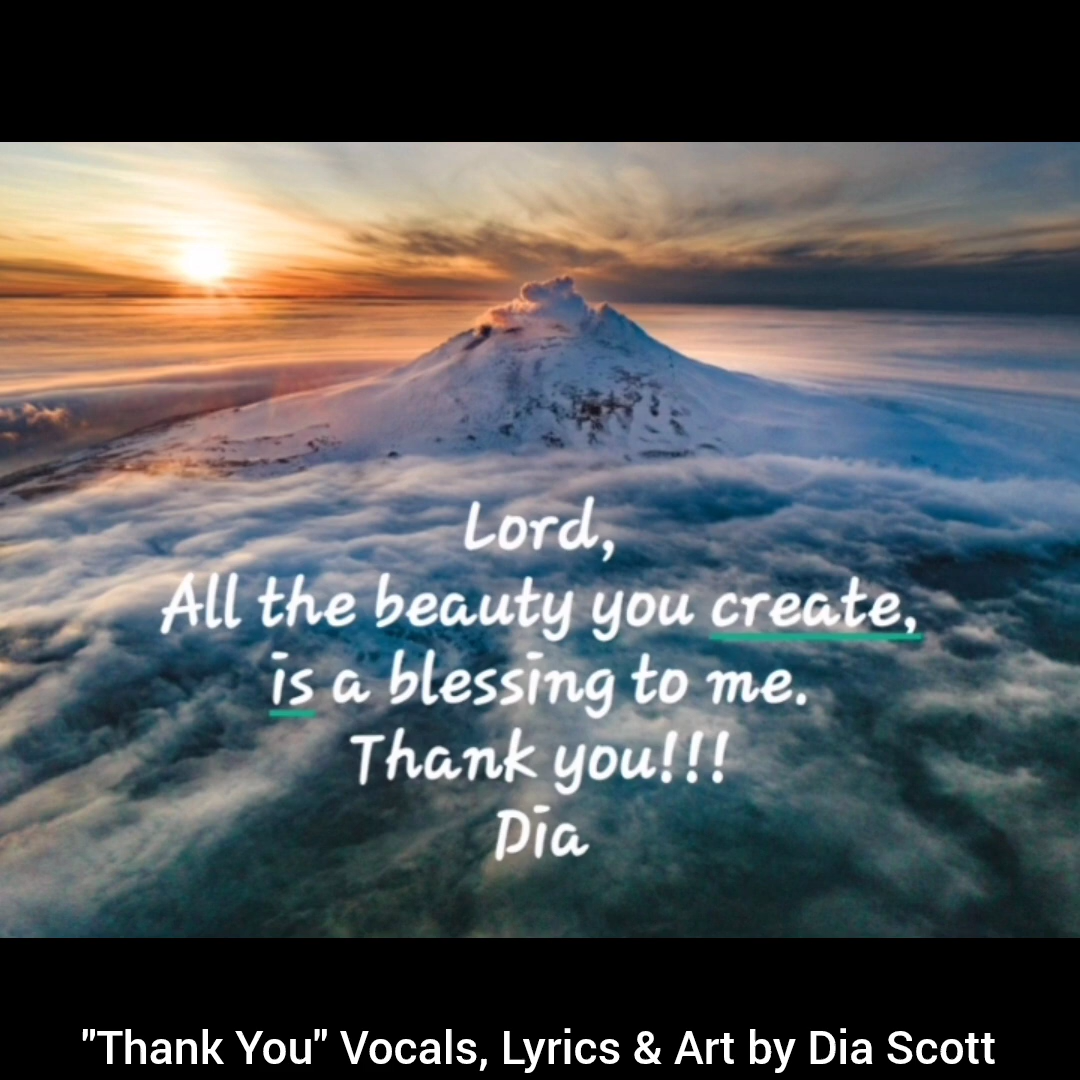 Lord,
All the beauty you create,
is a blessing to me.
Thank you!!!
Dia
"Thank You" Vocals, Lyrics & Art by Dia Scott